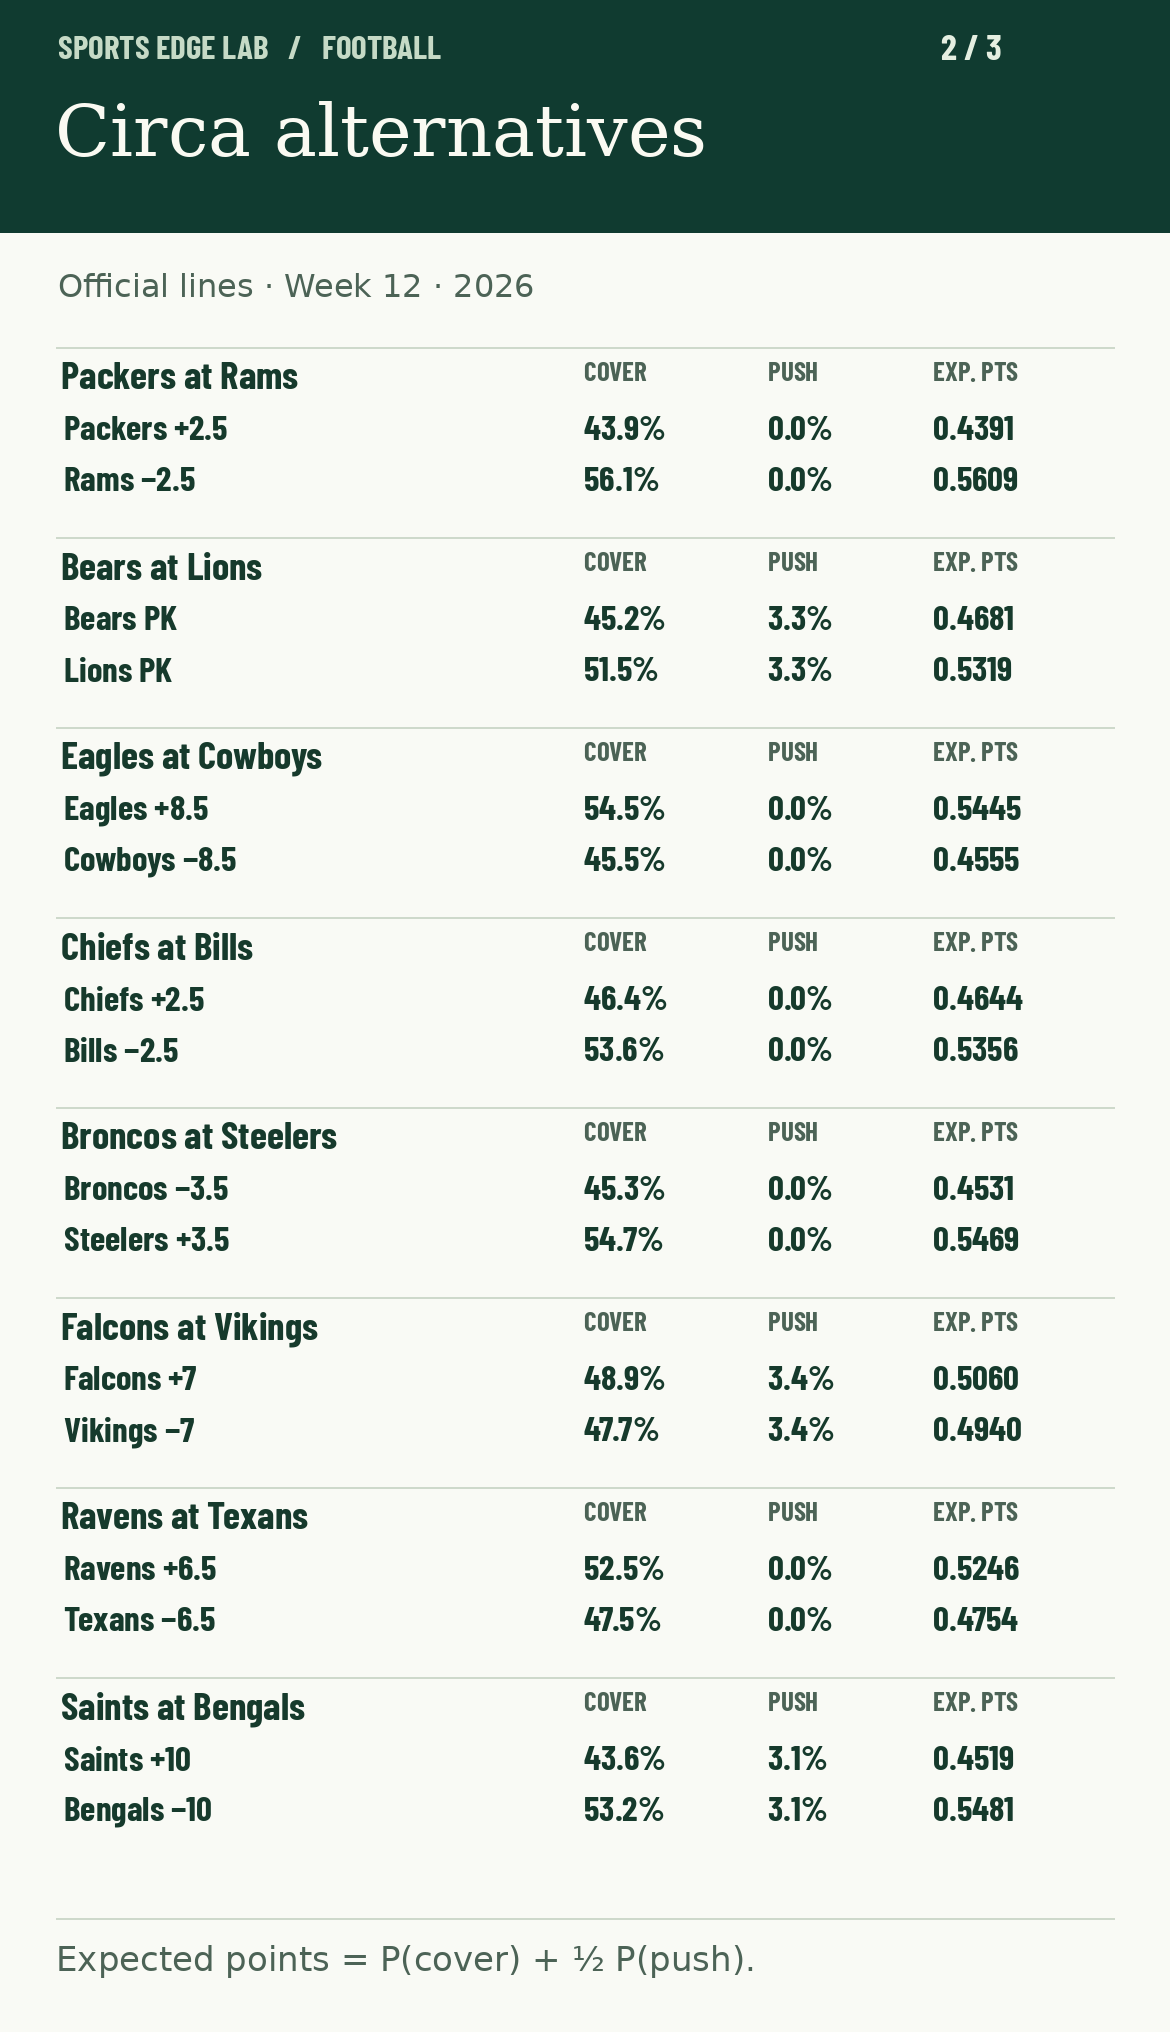 SPORTS EDGE LAB / FOOTBALL 2 / 3
Circa alternatives
Official lines · Week 12 · 2026
Packers at Rams COVER PUSH EXP. PTS
Packers +2.5 43.9% 0.0% 0.4391
Rams −2.5 56.1% 0.0% 0.5609
Bears at Lions COVER PUSH EXP. PTS
Bears PK 45.2% 3.3% 0.4681
Lions PK 51.5% 3.3% 0.5319
Eagles at Cowboys COVER PUSH EXP. PTS
Eagles +8.5 54.5% 0.0% 0.5445
Cowboys −8.5 45.5% 0.0% 0.4555
Chiefs at Bills COVER PUSH EXP. PTS
Chiefs +2.5 46.4% 0.0% 0.4644
Bills −2.5 53.6% 0.0% 0.5356
Broncos at Steelers COVER PUSH EXP. PTS
Broncos −3.5 45.3% 0.0% 0.4531
Steelers +3.5 54.7% 0.0% 0.5469
Falcons at Vikings COVER PUSH EXP. PTS
Falcons +7 48.9% 3.4% 0.5060
Vikings −7 47.7% 3.4% 0.4940
Ravens at Texans COVER PUSH EXP. PTS
Ravens +6.5 52.5% 0.0% 0.5246
Texans −6.5 47.5% 0.0% 0.4754
Saints at Bengals COVER PUSH EXP. PTS
Saints +10 43.6% 3.1% 0.4519
Bengals −10 53.2% 3.1% 0.5481
Expected points = P(cover) + ½ P(push).